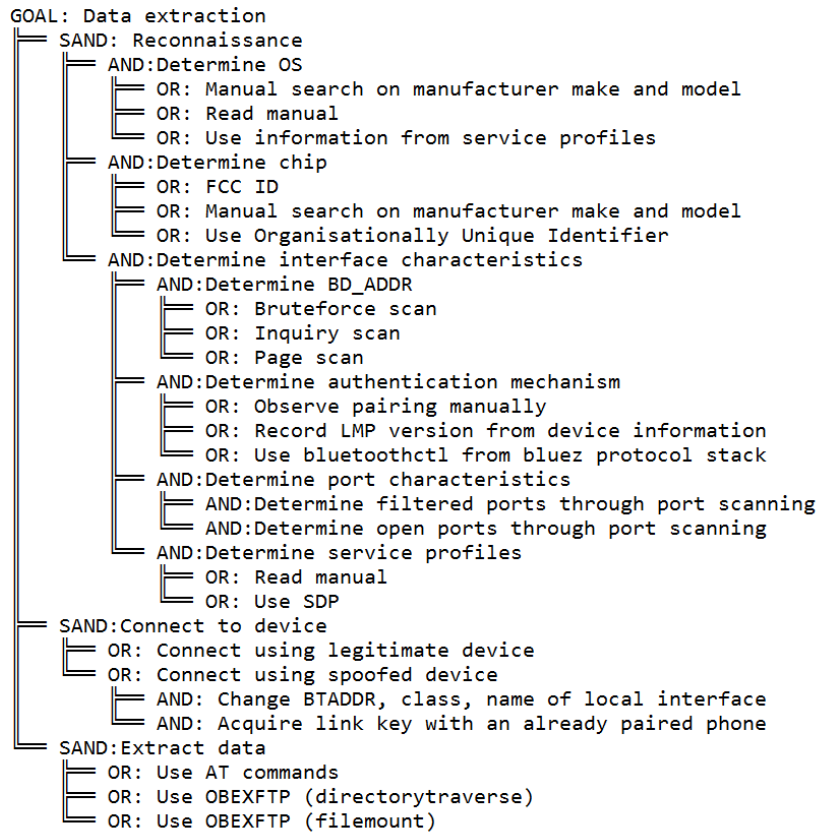 GOAL: Data extraction
SAND: Reconnaissance
AND:Determine OS
OR: Manual search on manufacturer make and model
OR: Read manual
OR: Use information from service profiles
AND:Determine chip
OR: FCC ID
OR: Manual search on manufacturer make and model
OR: Use Organisationally Unique Identifier
AND:Determine interface characteristics
AND:Determine BD_ADDR
OR: Bruteforce scan
OR: Inquiry scan
OR: Page scan
AND:Determine authentication mechanism
OR: Observe pairing manually
OR: Record LMP version from device information
OR: Use bluetoothctl from bluez protocol stack
AND:Determine port characteristics
AND:Determine filtered ports through port scanning
AND:Determine open ports through port scanning
AND:Determine service profiles
OR: Read manual
OR: Use SDP
SAND:Connect to device
OR: Connect using legitimate device
OR: Connect using spoofed device
AND: Change BTADDR, class, name of local interface
AND: Acquire link key with an already paired phone
SAND:Extract data
OR: Use AT commands
OR: Use OBEXFTP (directorytraverse)
OR: Use OBEXFTP (filemount)